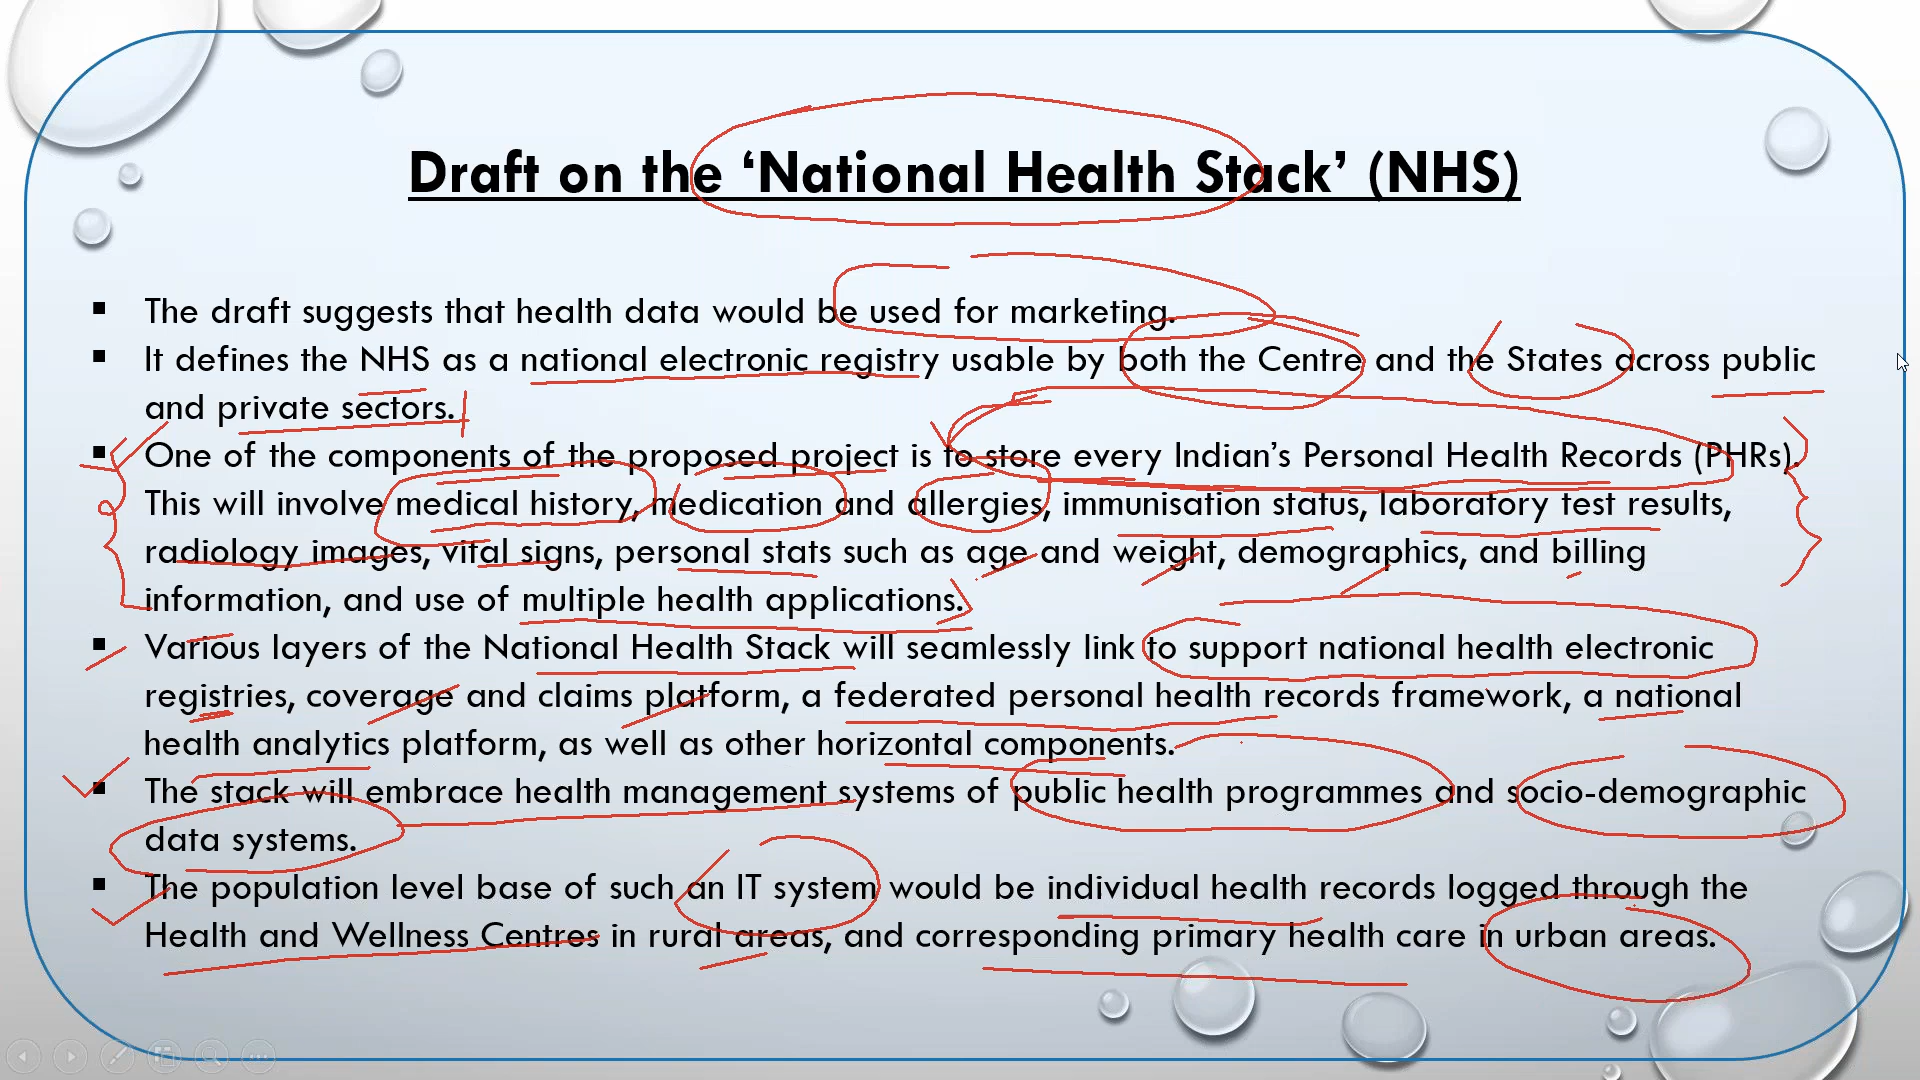 Draft on the ‘National Health Stack’ (NHS)
▪ The draft suggests that health data would be used for marketing.
▪ It defines the NHS as a national electronic registry usable by both the Centre and the States across public
and private sectors.
▪ One of the components of the proposed project is to store every Indian’s Personal Health Records (PHRs).
This will involve medical history, medication and allergies, immunisation status, laboratory test results,
radiology images, vital signs, personal stats such as age and weight, demographics, and billing
information, and use of multiple health applications.
▪ Various layers of the National Health Stack will seamlessly link to support national health electronic
registries, coverage and claims platform, a federated personal health records framework, a national
health analytics platform, as well as other horizontal components.
▪ The stack will embrace health management systems of public health programmes and socio-demographic
data systems.
▪ The population level base of such an IT system would be individual health records logged through the
Health and Wellness Centres in rural areas, and corresponding primary health care in urban areas.